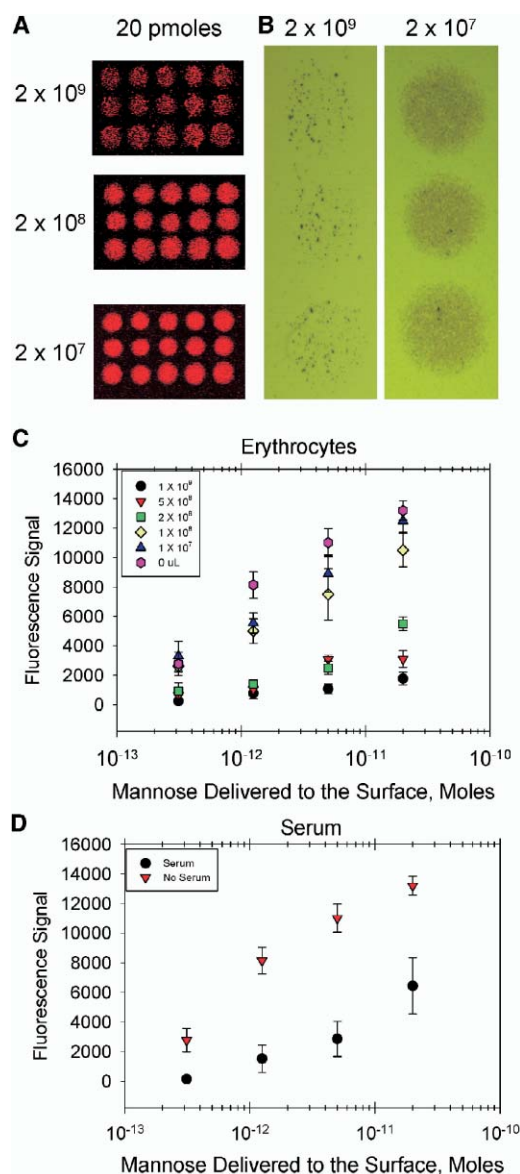 A
20 pmoles
2 x 10⁹
2 x 10⁸
2 x 10⁷
B
2 x 10⁹
2 x 10⁷
C
Erythrocytes
Fluorescence Signal
16000
14000
12000
10000
8000
6000
4000
2000
0
1 X 10⁹
5 X 10⁸
2 X 10⁸
1 X 10⁸
1 X 10⁷
0 uL
10⁻¹³
10⁻¹²
10⁻¹¹
10⁻¹⁰
Mannose Delivered to the Surface, Moles
D
Serum
Fluorescence Signal
16000
14000
12000
10000
8000
6000
4000
2000
0
Serum
No Serum
10⁻¹³
10⁻¹²
10⁻¹¹
10⁻¹⁰
Mannose Delivered to the Surface, Moles